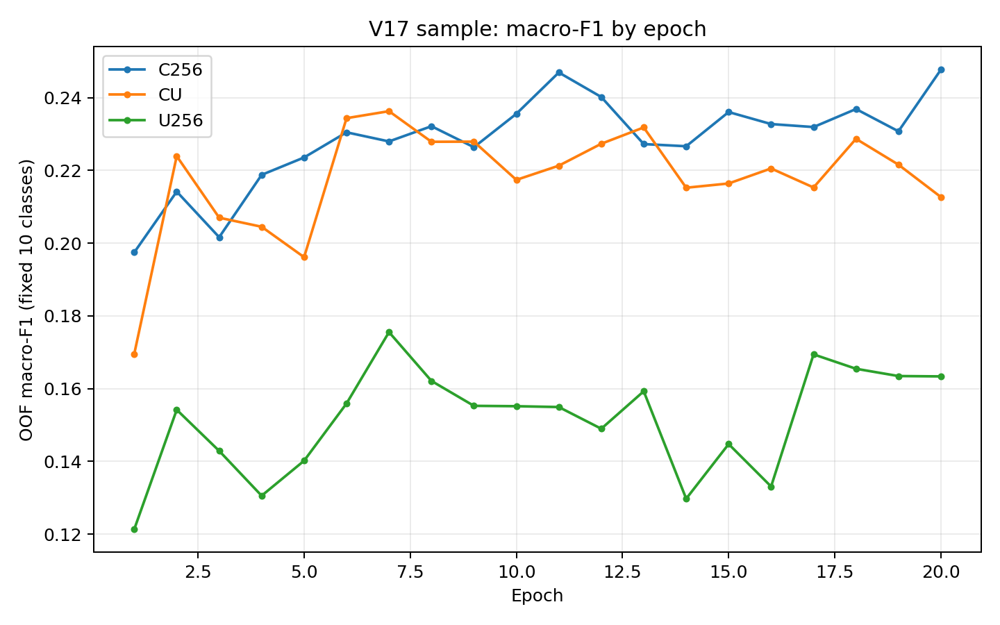 V17 sample: macro-F1 by epoch
C256
CU
U256
OOF macro-F1 (fixed 10 classes)
0.24
0.22
0.20
0.18
0.16
0.14
0.12
2.5 5.0 7.5 10.0 12.5 15.0 17.5 20.0
Epoch